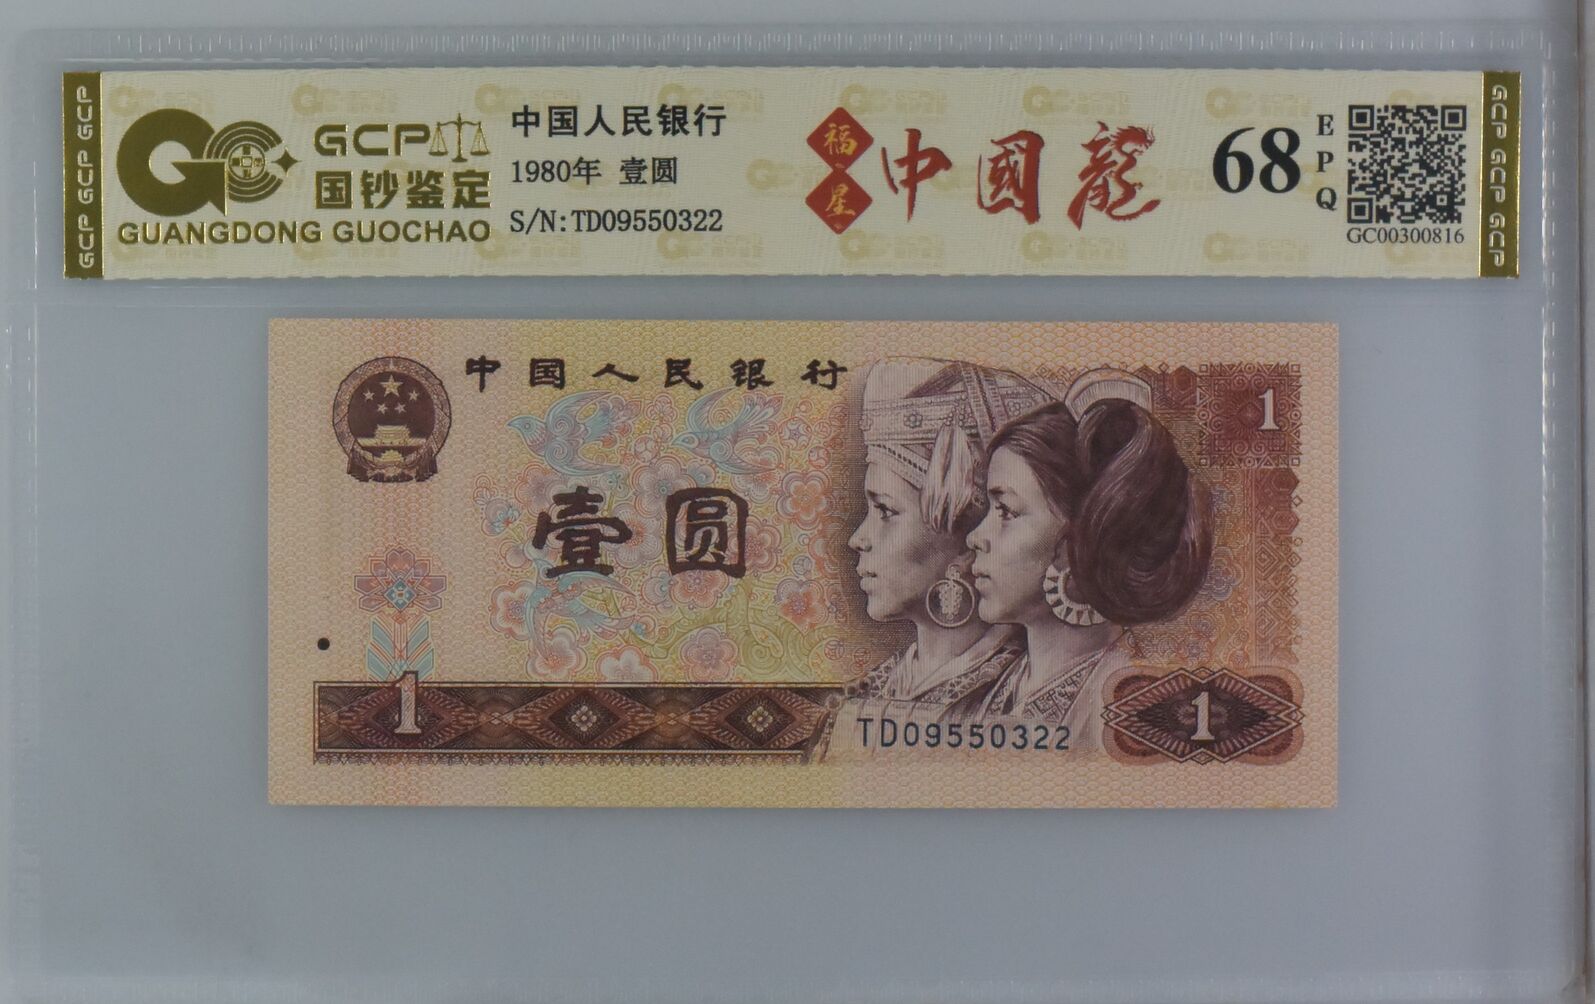 GCP GCP GCP
GCP
国钞鉴定
GUANGDONG GUOCHAO
中国人民银行
1980年 壹圆
S/N:TD09550322
福
星
中國龍
68
EPQ
GC00300816
GCP GCP GCP
中国人民银行
1
壹圆
1
TD09550322
1